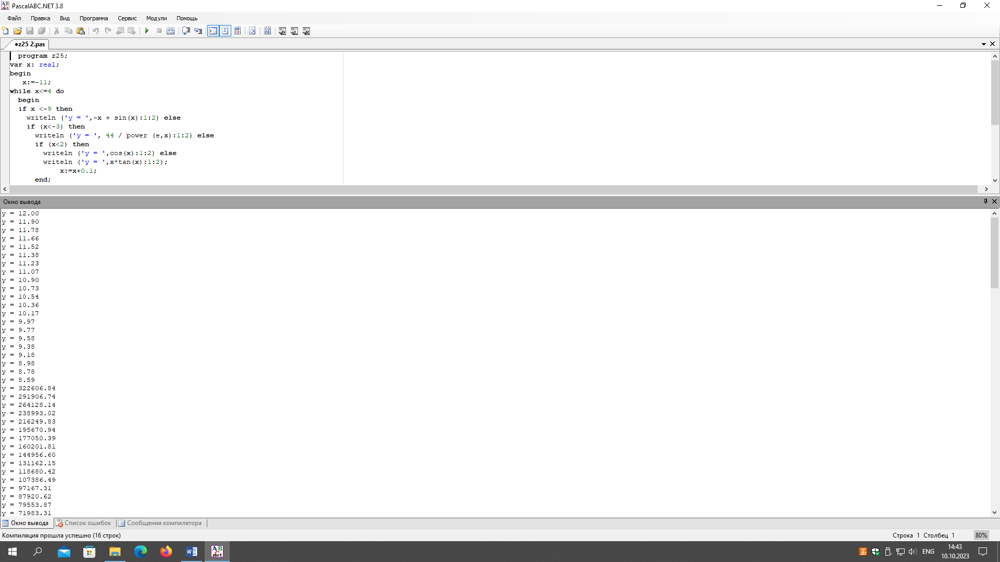 PascalABC.NET 3.8
Файл Правка Вид Программа Сервис Модули Помощь
•z25 2.pas
program z25;
var x: real;
begin
x:=-11;
while x<=4 do
begin
if x <-9 then
writeln ('y = ',-x + sin(x):1:2) else
if (x<-3) then
writeln ('y = ', 44 / power (e,x):1:2) else
if (x<2) then
writeln ('y = ',cos(x):1:2) else
writeln ('y = ',x*tan(x):1:2);
x:=x+0.1;
end;
Окно вывода
y = 12.00
y = 11.90
y = 11.78
y = 11.66
y = 11.52
y = 11.38
y = 11.23
y = 11.07
y = 10.90
y = 10.73
y = 10.54
y = 10.36
y = 10.17
y = 9.97
y = 9.77
y = 9.58
y = 9.38
y = 9.18
y = 8.98
y = 8.78
y = 8.59
y = 322606.84
y = 291906.74
y = 264128.14
y = 238993.02
y = 216249.83
y = 195670.94
y = 177050.39
y = 160201.81
y = 144956.60
y = 131162.15
y = 118680.42
y = 107386.49
y = 97167.31
y = 87920.62
y = 79553.87
y = 71983.31
Окно вывода Список ошибок Сообщения компилятора
Компиляция прошла успешно (16 строк) Строка 1 Столбец 1 80%
ENG 14:43
10.10.2023